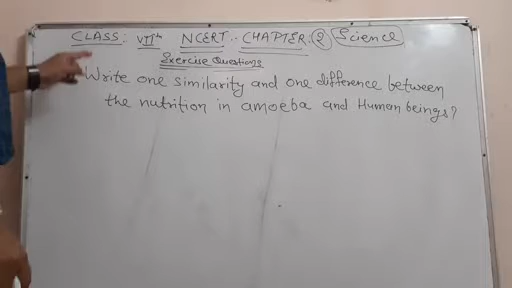 CLASS: VIIth NCERT.. CHAPTER: 2 Science
Exercise Questions
Write one similarity and one difference between
the nutrition in amoeba and Human beings?